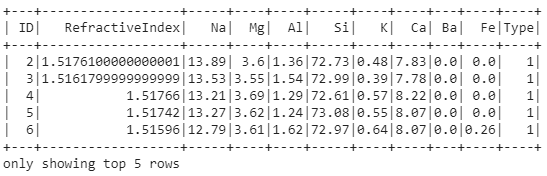 +---+------------------+-----+----+----+-----+----+----+---+----+----+
| ID|   RefractiveIndex|   Na|  Mg|  Al|   Si|   K|  Ca| Ba|  Fe|Type|
+---+------------------+-----+----+----+-----+----+----+---+----+----+
|  2|1.5176100000000001|13.89| 3.6|1.36|72.73|0.48|7.83|0.0| 0.0|   1|
|  3|1.5161799999999999|13.53|3.55|1.54|72.99|0.39|7.78|0.0| 0.0|   1|
|  4|           1.51766|13.21|3.69|1.29|72.61|0.57|8.22|0.0| 0.0|   1|
|  5|           1.51742|13.27|3.62|1.24|73.08|0.55|8.07|0.0| 0.0|   1|
|  6|           1.51596|12.79|3.61|1.62|72.97|0.64|8.07|0.0|0.26|   1|
+---+------------------+-----+----+----+-----+----+----+---+----+----+
only showing top 5 rows